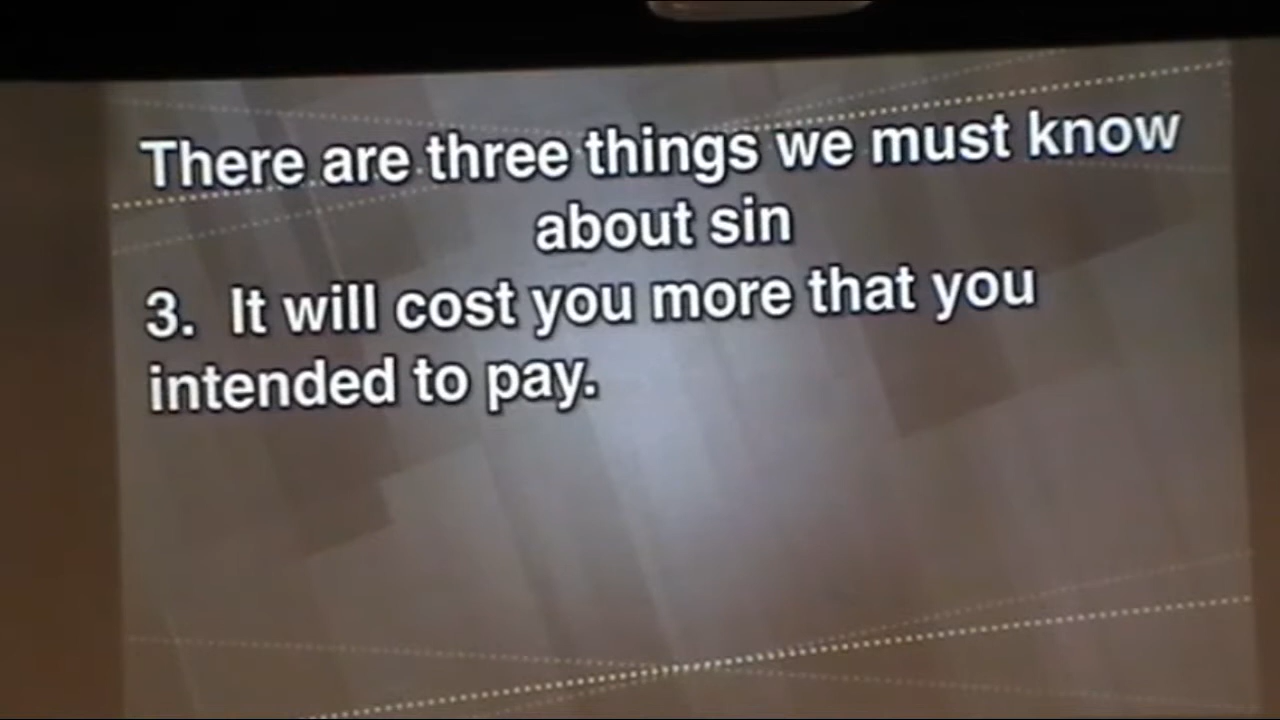 There are three things we must know
about sin
3. It will cost you more that you
intended to pay.